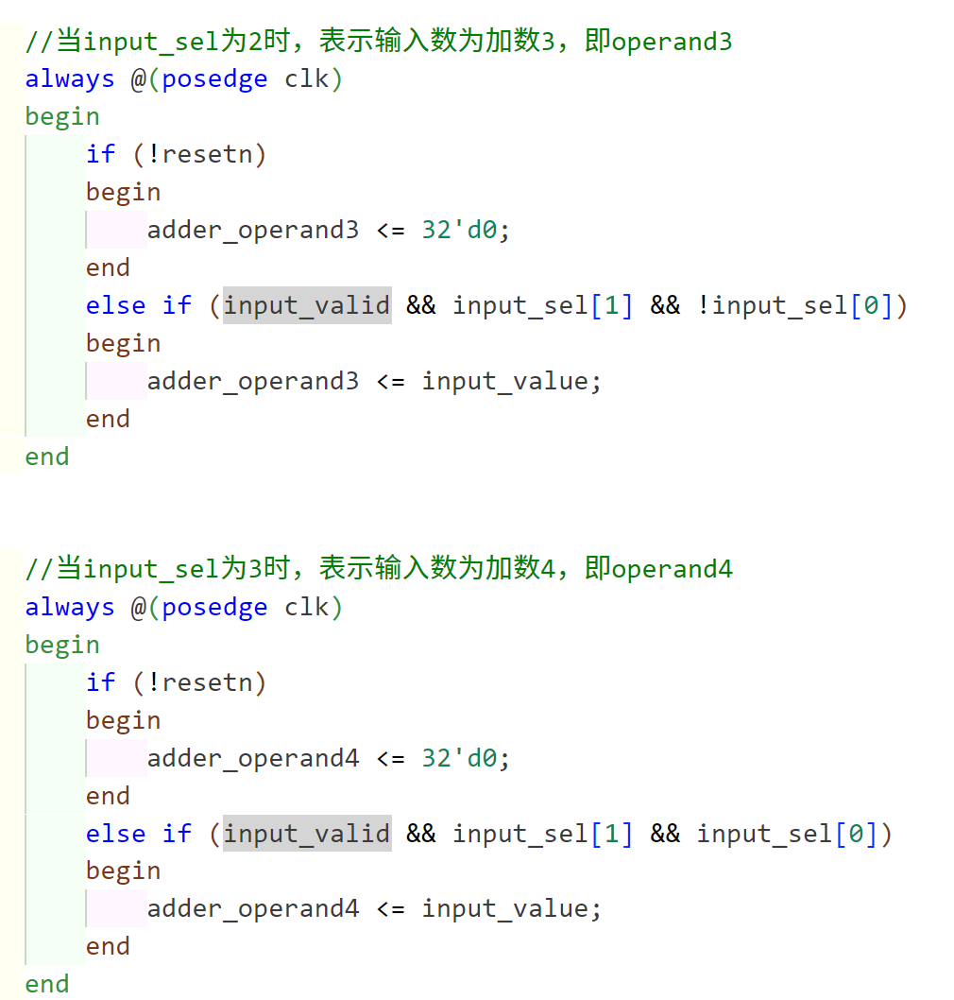 //当input_sel为2时，表示输入数为加数3，即operand3
always @(posedge clk)
begin
    if (!resetn)
    begin
        adder_operand3 <= 32'd0;
    end
    else if (input_valid && input_sel[1] && !input_sel[0])
    begin
        adder_operand3 <= input_value;
    end
end
//当input_sel为3时，表示输入数为加数4，即operand4
always @(posedge clk)
begin
    if (!resetn)
    begin
        adder_operand4 <= 32'd0;
    end
    else if (input_valid && input_sel[1] && input_sel[0])
    begin
        adder_operand4 <= input_value;
    end
end